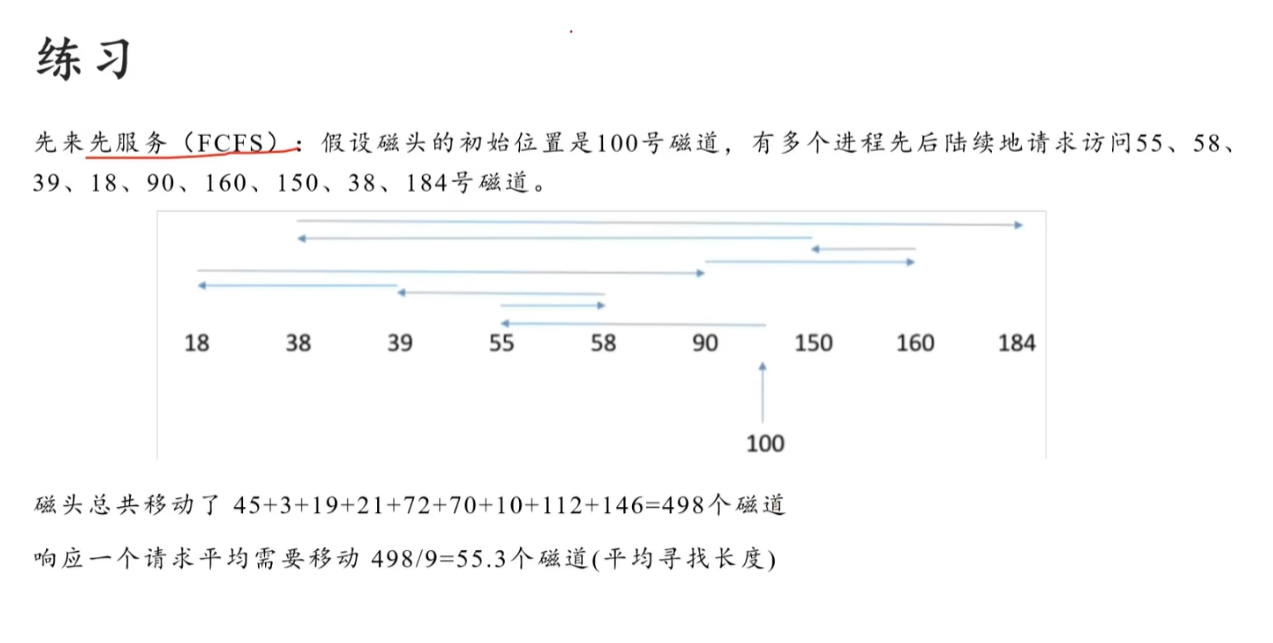 练习
先来先服务（FCFS）：假设磁头的初始位置是100号磁道，有多个进程先后陆续地请求访问55、58、
39、18、90、160、150、38、184号磁道。
18 38 39 55 58 90 150 160 184
100
磁头总共移动了 45+3+19+21+72+70+10+112+146=498个磁道
响应一个请求平均需要移动 498/9=55.3个磁道(平均寻找长度)